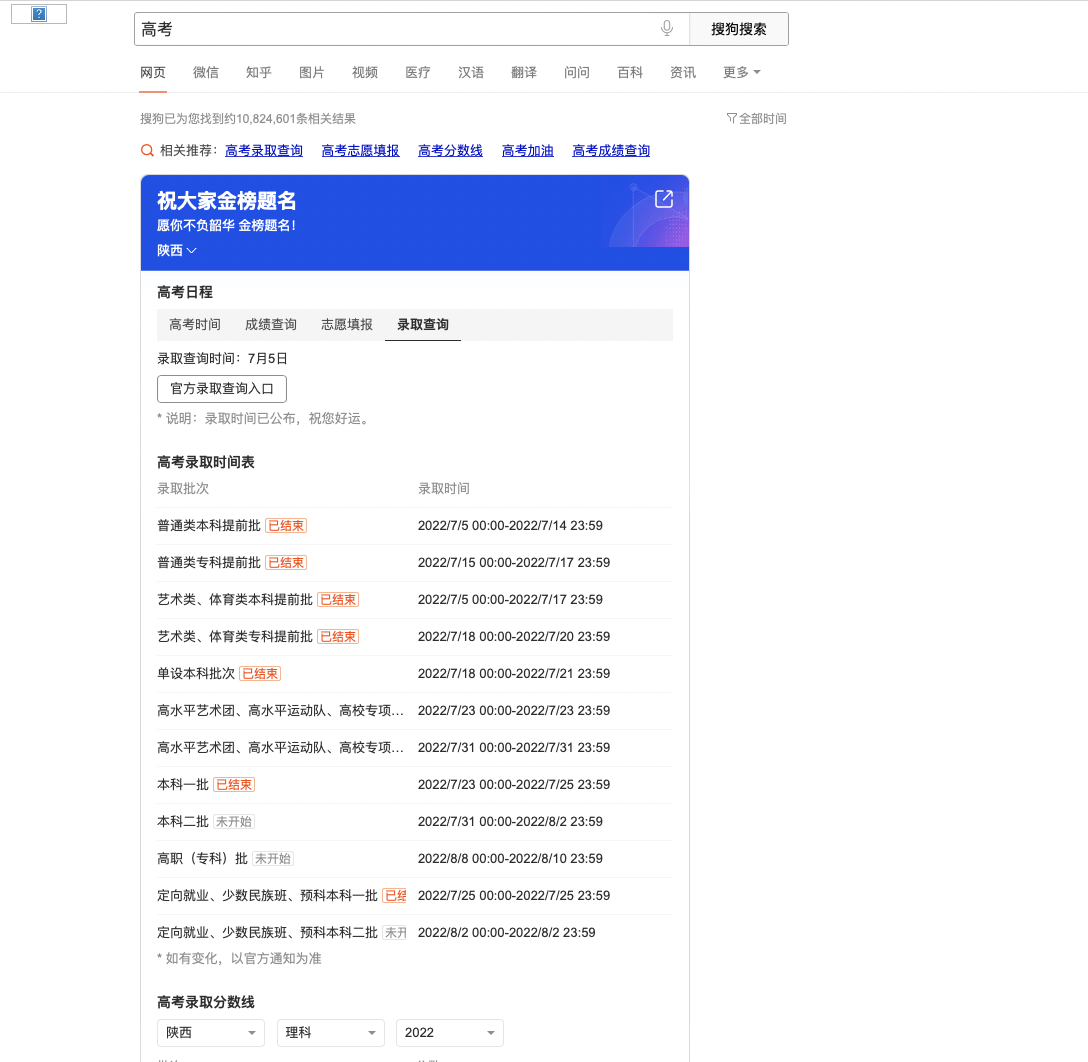 高考
搜狗搜索
网页 微信 知乎 图片 视频 医疗 汉语 翻译 问问 百科 资讯 更多
搜狗已为您找到约10,824,601条相关结果 全部时间
相关推荐: 高考录取查询 高考志愿填报 高考分数线 高考加油 高考成绩查询
祝大家金榜题名
愿你不负韶华 金榜题名!
陕西
高考日程
高考时间 成绩查询 志愿填报 录取查询
录取查询时间：7月5日
官方录取查询入口
* 说明：录取时间已公布，祝您好运。
高考录取时间表
录取批次 录取时间
普通类本科提前批 已结束 2022/7/5 00:00-2022/7/14 23:59
普通类专科提前批 已结束 2022/7/15 00:00-2022/7/17 23:59
艺术类、体育类本科提前批 已结束 2022/7/5 00:00-2022/7/17 23:59
艺术类、体育类专科提前批 已结束 2022/7/18 00:00-2022/7/20 23:59
单设本科批次 已结束 2022/7/18 00:00-2022/7/21 23:59
高水平艺术团、高水平运动队、高校专项... 2022/7/23 00:00-2022/7/23 23:59
高水平艺术团、高水平运动队、高校专项... 2022/7/31 00:00-2022/7/31 23:59
本科一批 已结束 2022/7/23 00:00-2022/7/25 23:59
本科二批 未开始 2022/7/31 00:00-2022/8/2 23:59
高职（专科）批 未开始 2022/8/8 00:00-2022/8/10 23:59
定向就业、少数民族班、预科本科一批 已结 2022/7/25 00:00-2022/7/25 23:59
定向就业、少数民族班、预科本科二批 未开 2022/8/2 00:00-2022/8/2 23:59
* 如有变化，以官方通知为准
高考录取分数线
陕西 理科 2022